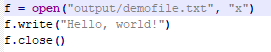 f = open("output/demofile.txt", "x")
f.write("Hello, world!")
f.close()